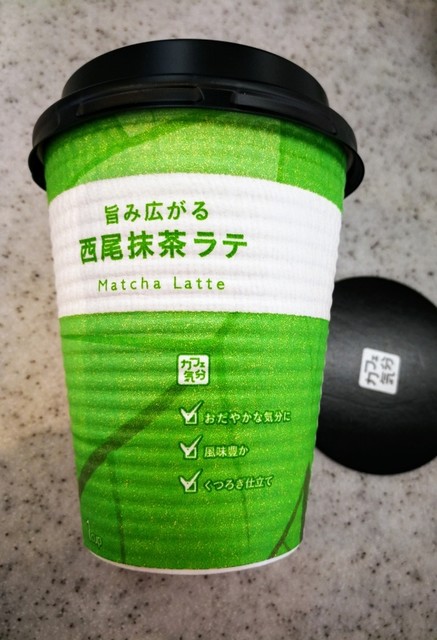 旨み広がる
西尾抹茶ラテ
Matcha Latte
カフェ
気分
おだやかな気分に
風味豊か
くつろぎ仕立て
1cup
カフェ
気分